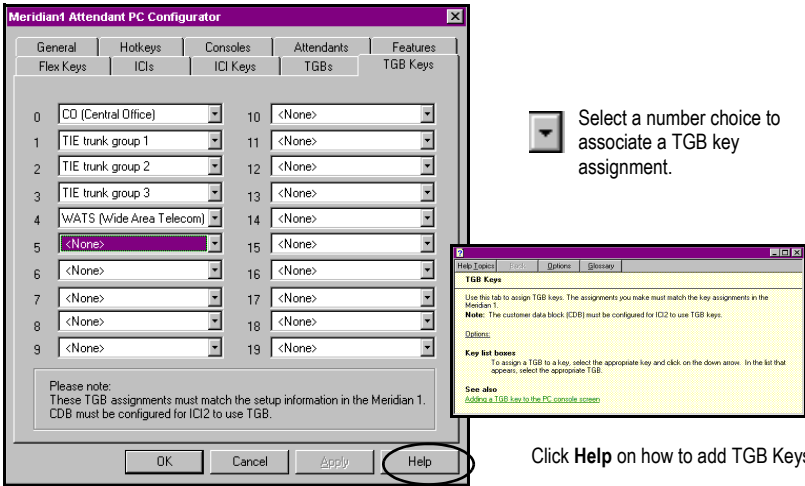 Meridian1 Attendant PC Configurator
General Hotkeys Consoles Attendants Features
Flex Keys ICIs ICI Keys TGBs TGB Keys
0 CO (Central Office) 10 <None>
1 TIE trunk group 1 11 <None>
2 TIE trunk group 2 12 <None>
3 TIE trunk group 3 13 <None>
4 WATS (Wide Area Telecom) 14 <None>
5 <None> 15 <None>
6 <None> 16 <None>
7 <None> 17 <None>
8 <None> 18 <None>
9 <None> 19 <None>
Please note:
These TGB assignments must match the setup information in the Meridian 1.
CDB must be configured for ICI2 to use TGB.
OK Cancel Apply Help
Select a number choice to
associate a TGB key
assignment.
?
Help Topics Back Options Glossary
TGB Keys
Use this tab to assign TGB keys. The assignments you make must match the key assignments in the
Meridian 1.
Note: The customer data block (CDB) must be configured for ICI2 to use TGB keys.
Options:
Key list boxes
To assign a TGB to a key, select the appropriate key and click on the down arrow. In the list that
appears, select the appropriate TGB.
See also
Adding a TGB key to the PC console screen
Click Help on how to add TGB Keys